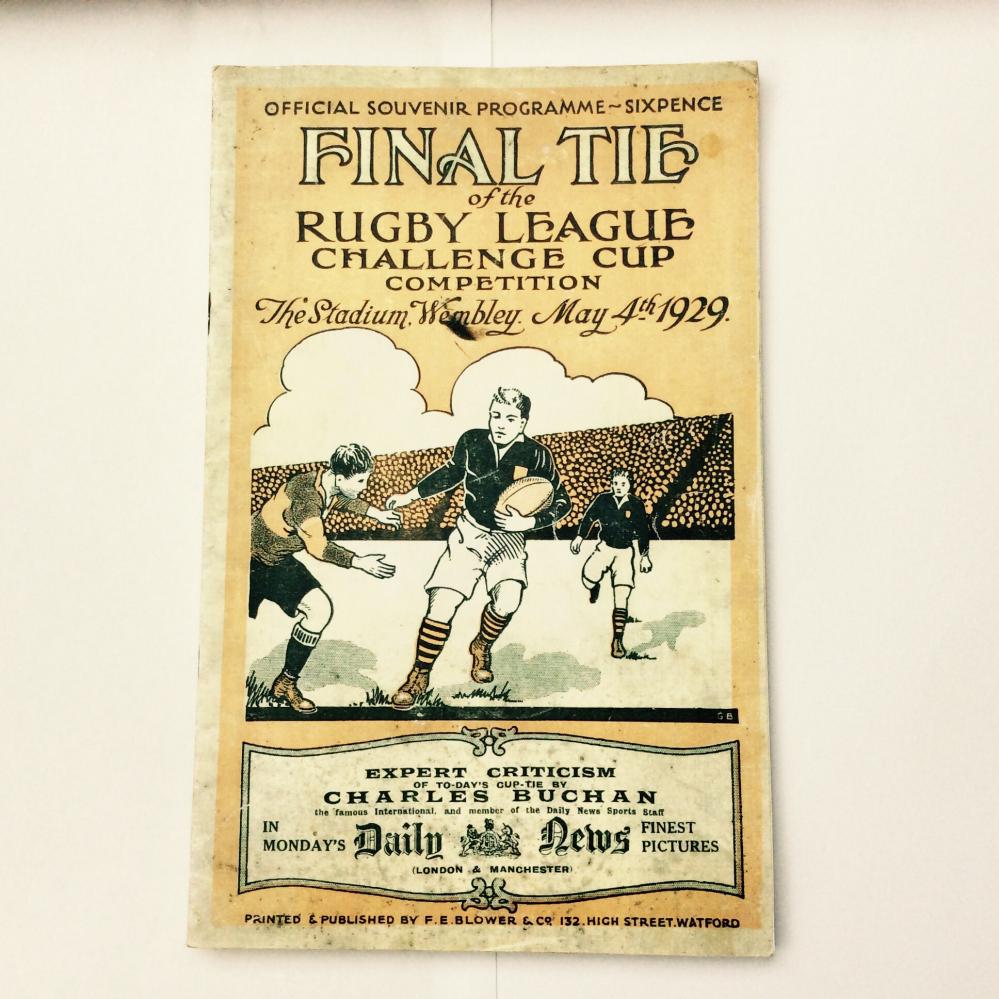 OFFICIAL SOUVENIR PROGRAMME~SIXPENCE
FINAL TIE
of the
RUGBY LEAGUE
CHALLENGE CUP
COMPETITION
The Stadium, Wembley. May 4th 1929.
G B
EXPERT CRITICISM
OF TO-DAY'S CUP-TIE BY
CHARLES BUCHAN
the famous International, and member of the Daily News Sports Staff
IN MONDAY'S Daily News FINEST PICTURES
(LONDON & MANCHESTER)
PRINTED & PUBLISHED BY F.E.BLOWER & Co 132.HIGH STREET.WATFORD